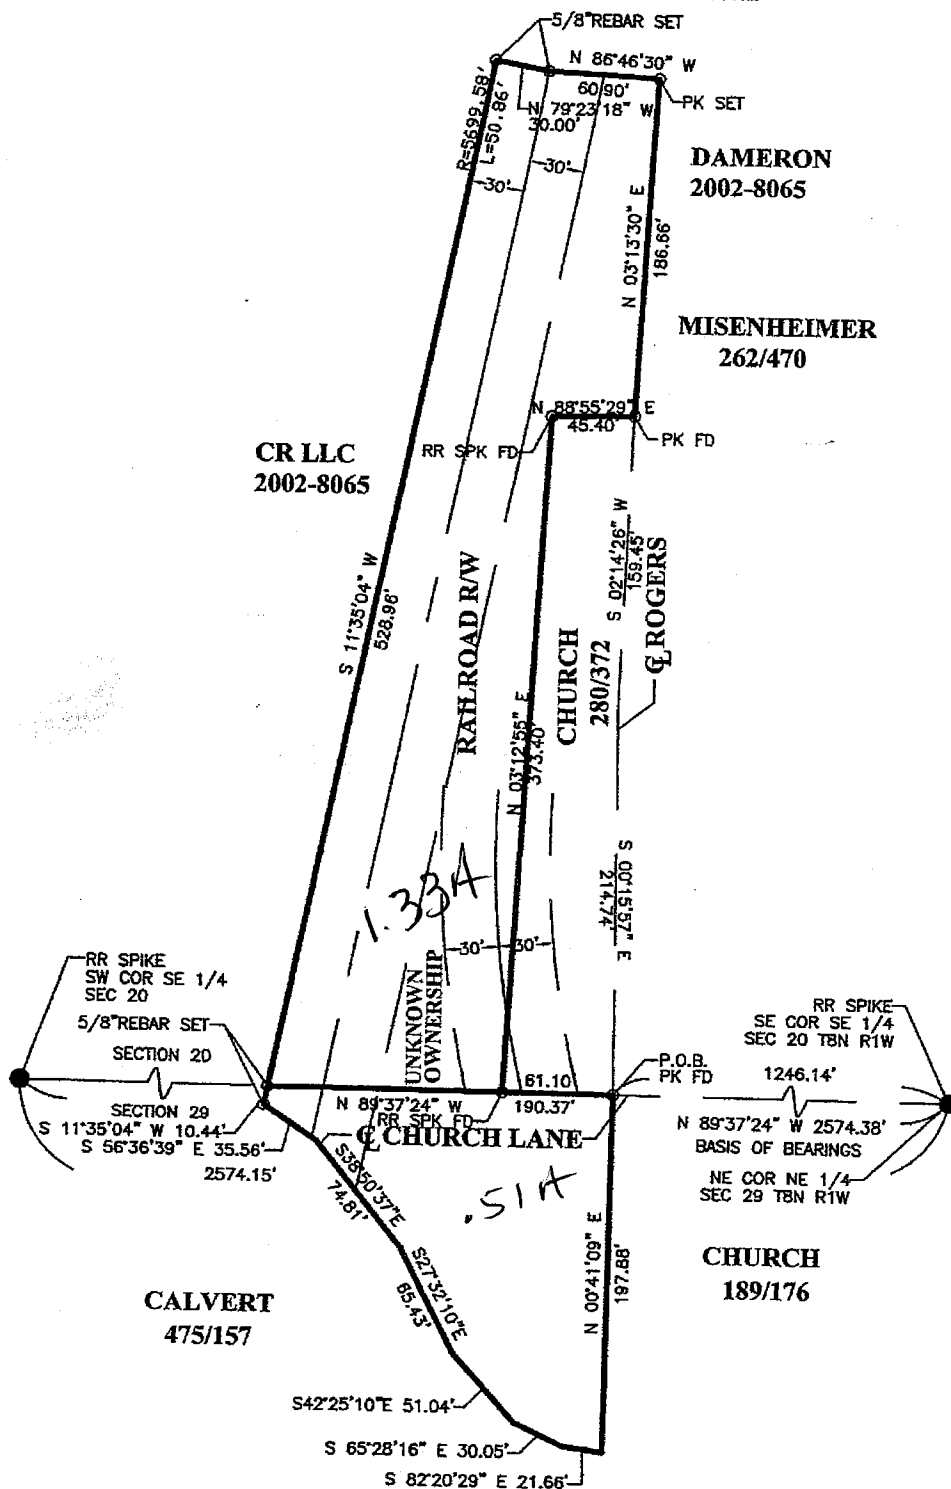 5/8"REBAR SET
N 86°46'30" W
60.90'
PK SET
N 79°23'18" W
30.00'
R=5699.58'
L=50.86'
30'
30'
DAMERON
2002-8065
N 03°13'30" E
186.66'
MISENHEIMER
262/470
N 88°55'29" E
45.40'
RR SPK FD
PK FD
CR LLC
2002-8065
S 02°14'26" W
159.45'
℄ ROGERS
S 11°35'04" W
528.96'
RAILROAD R/W
CHURCH
280/372
N 03°12'55" E
373.40'
S 00°15'57" E
214.74'
1.33A
30'
30'
UNKNOWN
OWNERSHIP
RR SPIKE
SW COR SE 1/4
SEC 20
5/8"REBAR SET
SECTION 20
SECTION 29
S 11°35'04" W 10.44'
S 56°36'39" E 35.56'
2574.15'
61.10
N 89°37'24" W
190.37'
RR SPK FD
℄ CHURCH LANE
P.O.B.
PK FD
RR SPIKE
SE COR SE 1/4
SEC 20 T8N R1W
1246.14'
N 89°37'24" W 2574.38'
BASIS OF BEARINGS
NE COR NE 1/4
SEC 29 T8N R1W
S38°50'37"E
74.81'
.51A
S27°32'10"E
65.43'
N 00°41'09" E
197.88'
CHURCH
189/176
CALVERT
475/157
S42°25'10"E 51.04'
S 65°28'16" E 30.05'
S 82°20'29" E 21.66'